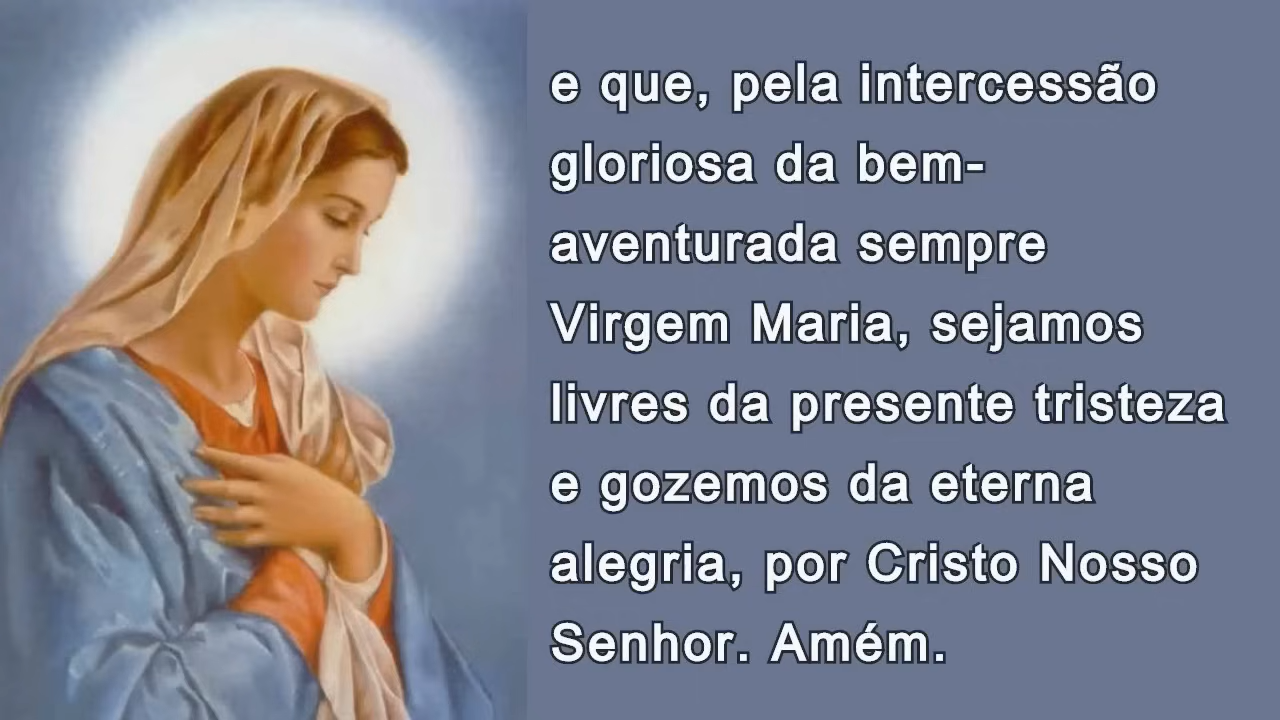 e que, pela intercessão
gloriosa da bem-
aventurada sempre
Virgem Maria, sejamos
livres da presente tristeza
e gozemos da eterna
alegria, por Cristo Nosso
Senhor. Amém.